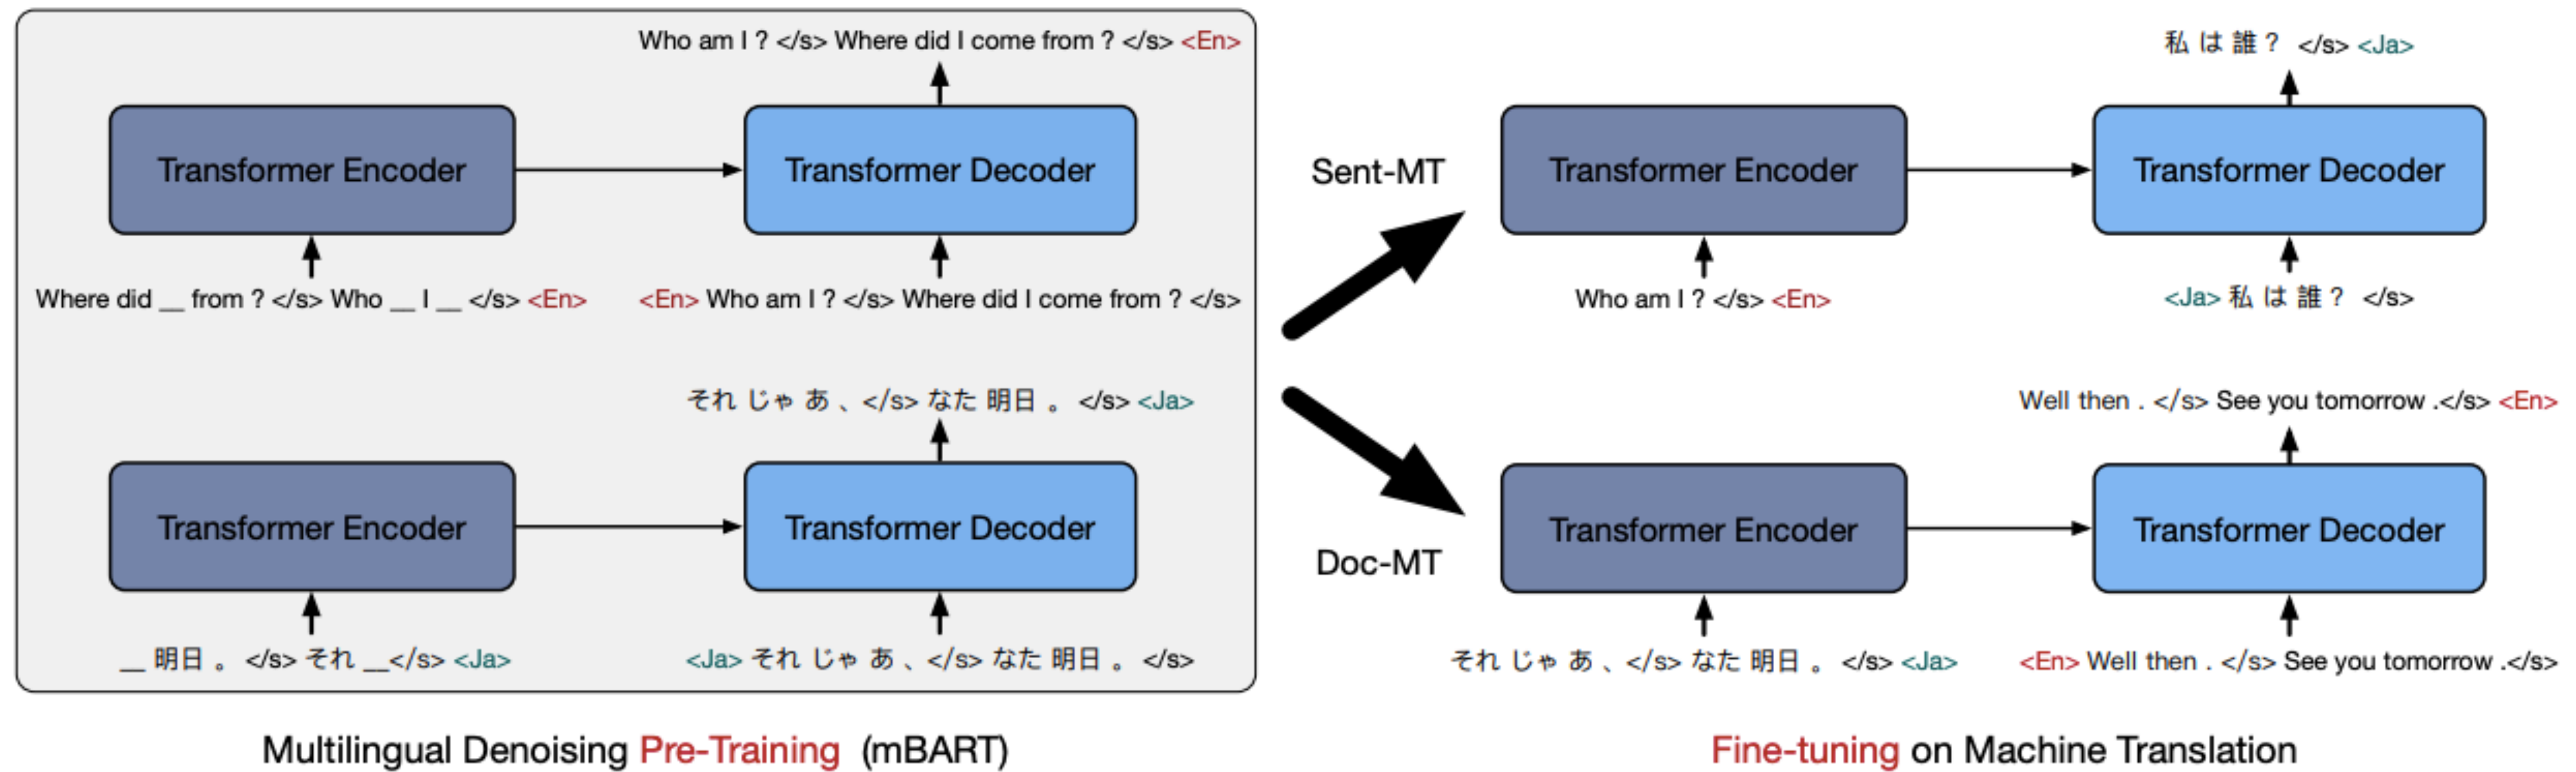 Who am I ? </s> Where did I come from ? </s> <En>
Transformer Encoder
Transformer Decoder
Where did __ from ? </s> Who __ I __ </s> <En>
<En> Who am I ? </s> Where did I come from ? </s>
それ じゃ あ 、</s> なた 明日 。 </s> <Ja>
Transformer Encoder
Transformer Decoder
__ 明日 。 </s> それ __</s> <Ja>
<Ja> それ じゃ あ 、</s> なた 明日 。 </s>
Multilingual Denoising Pre-Training (mBART)
Sent-MT
Doc-MT
私 は 誰 ? </s> <Ja>
Transformer Encoder
Transformer Decoder
Who am I ? </s> <En>
<Ja> 私 は 誰 ? </s>
Well then . </s> See you tomorrow .</s> <En>
Transformer Encoder
Transformer Decoder
それ じゃ あ 、</s> なた 明日 。 </s> <Ja>
<En> Well then . </s> See you tomorrow .</s>
Fine-tuning on Machine Translation